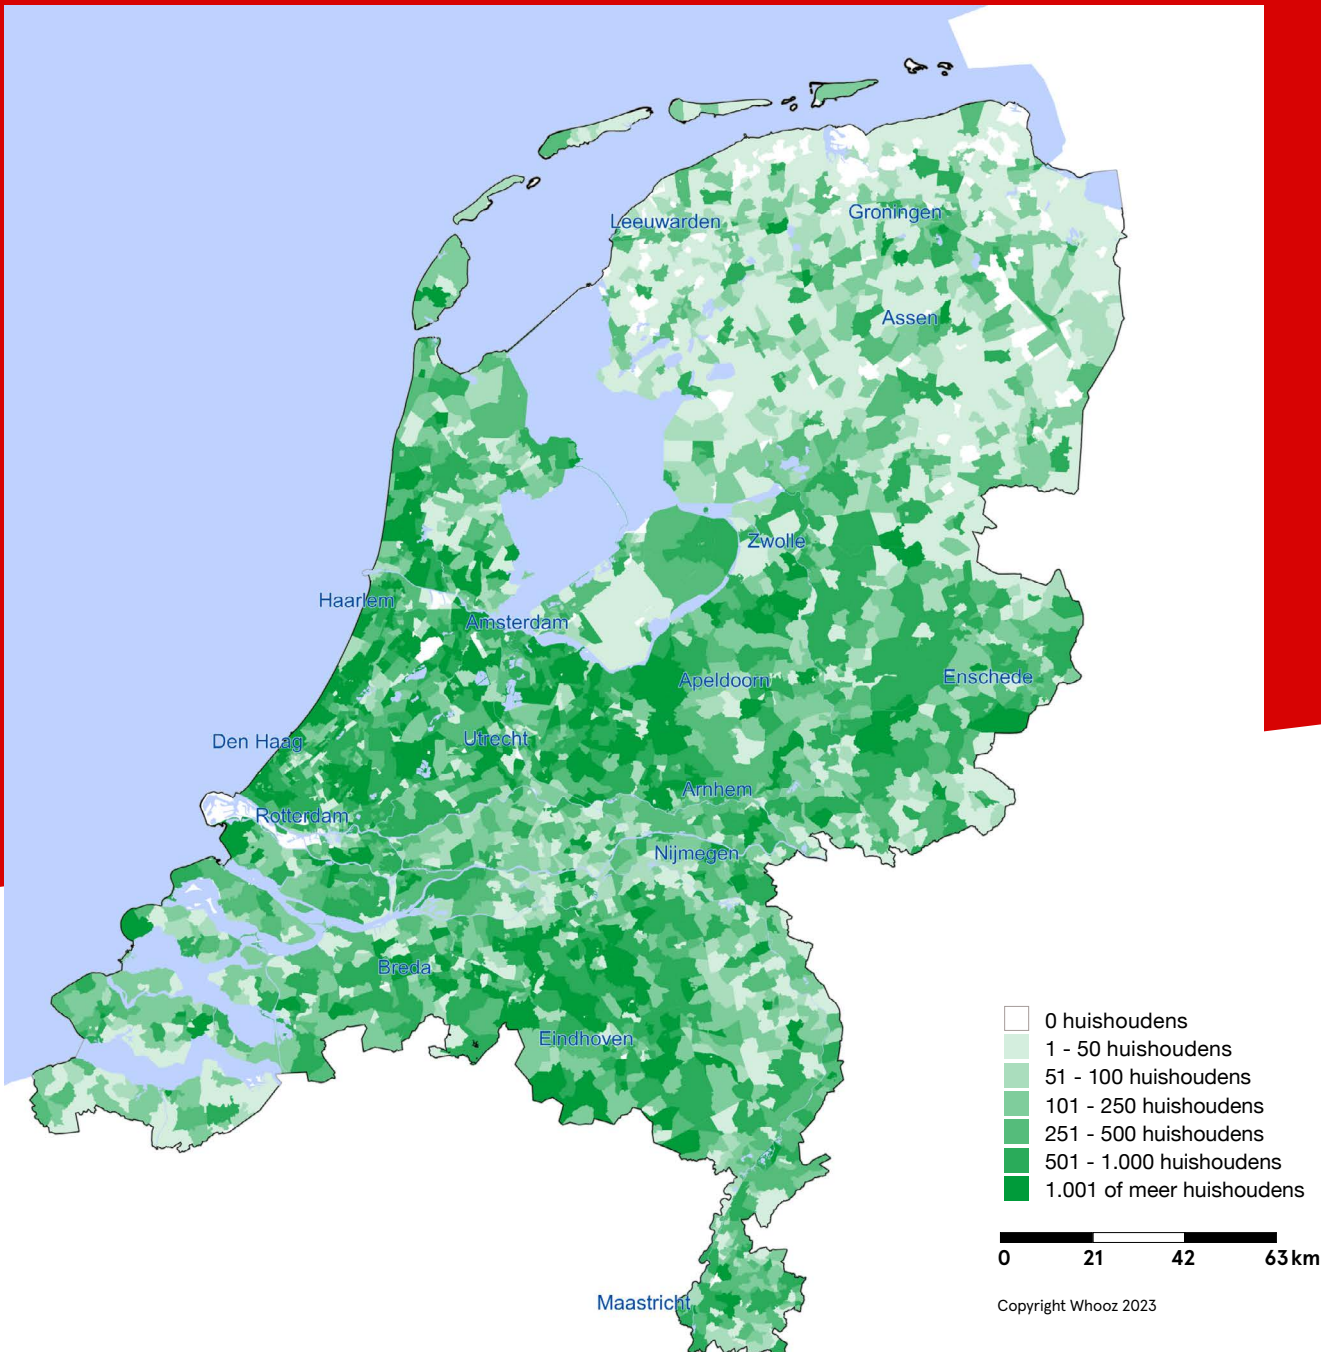 Leeuwarden
Groningen
Assen
Zwolle
Haarlem
Amsterdam
Apeldoorn
Enschede
Den Haag
Utrecht
Arnhem
Rotterdam
Nijmegen
Breda
Eindhoven
Maastricht
0 huishoudens
1 - 50 huishoudens
51 - 100 huishoudens
101 - 250 huishoudens
251 - 500 huishoudens
501 - 1.000 huishoudens
1.001 of meer huishoudens
0 21 42 63 km
Copyright Whooz 2023